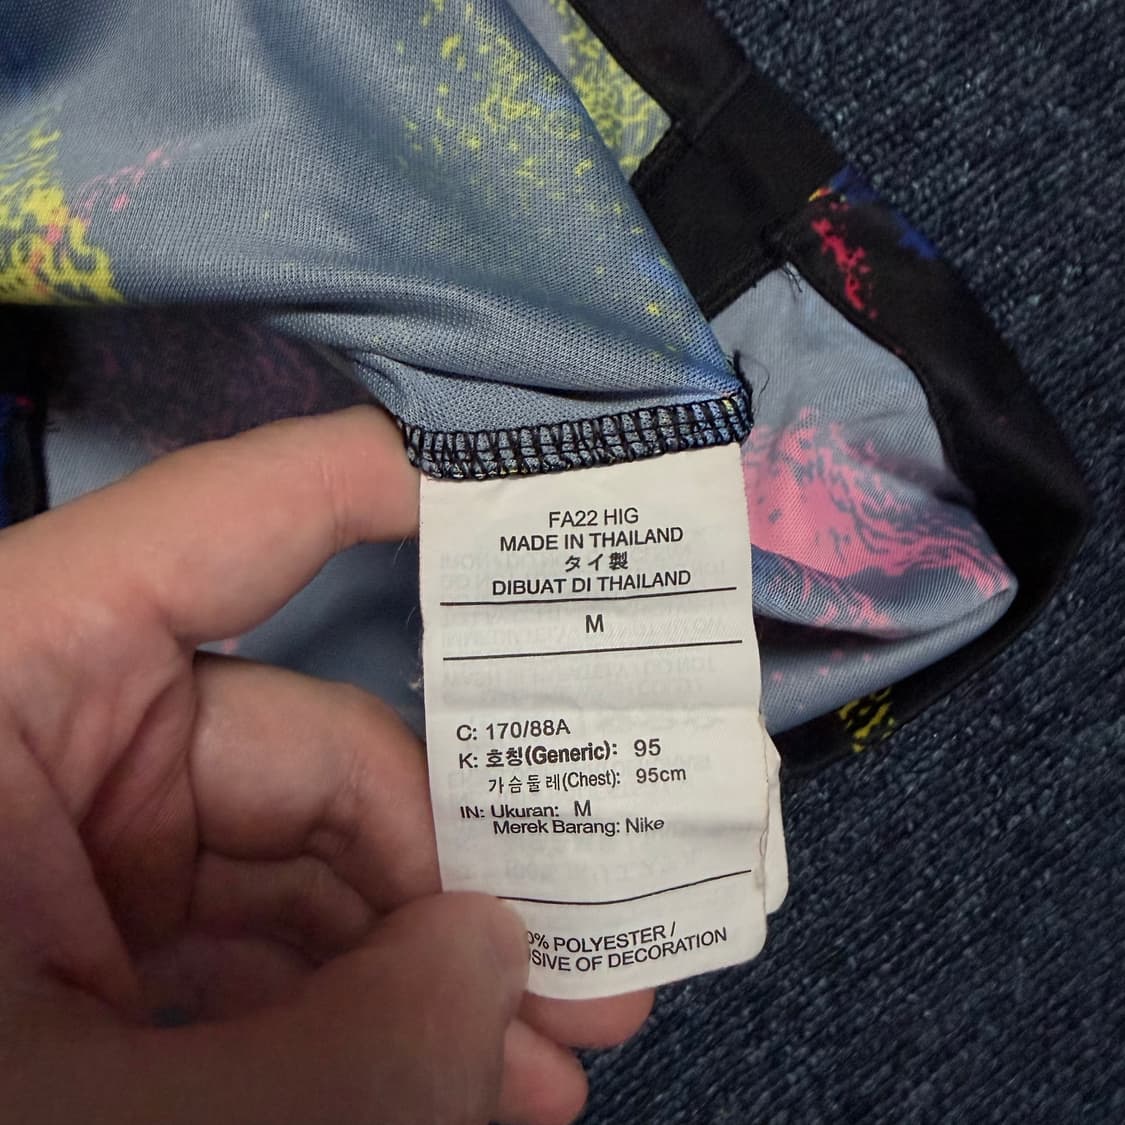 FA22 HIG
MADE IN THAILAND
タイ製
DIBUAT DI THAILAND
M
C: 170/88A
K: 호칭(Generic): 95
가슴둘레(Chest): 95cm
IN: Ukuran: M
Merek Barang: Nike
0% POLYESTER /
SIVE OF DECORATION